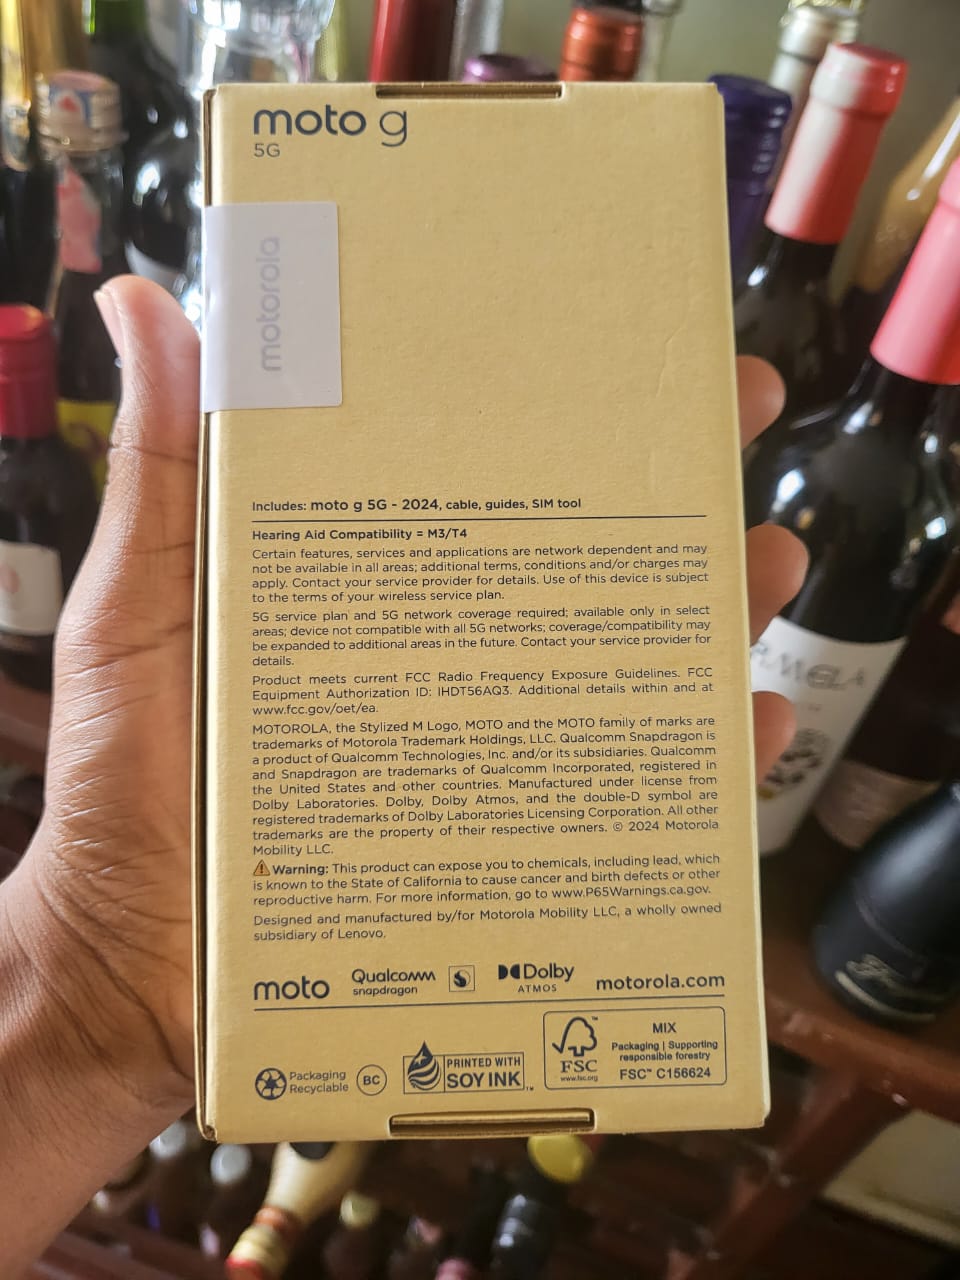 moto g
5G
motorola
Includes: moto g 5G - 2024, cable, guides, SIM tool
Hearing Aid Compatibility = M3/T4
Certain features, services and applications are network dependent and may
not be available in all areas; additional terms, conditions and/or charges may
apply. Contact your service provider for details. Use of this device is subject
to the terms of your wireless service plan.
5G service plan and 5G network coverage required; available only in select
areas; device not compatible with all 5G networks; coverage/compatibility may
be expanded to additional areas in the future. Contact your service provider for
details.
Product meets current FCC Radio Frequency Exposure Guidelines. FCC
Equipment Authorization ID: IHDT56AQ3. Additional details within and at
www.fcc.gov/oet/ea.
MOTOROLA, the Stylized M Logo, MOTO and the MOTO family of marks are
trademarks of Motorola Trademark Holdings, LLC. Qualcomm Snapdragon is
a product of Qualcomm Technologies, Inc. and/or its subsidiaries. Qualcomm
and Snapdragon are trademarks of Qualcomm Incorporated, registered in
the United States and other countries. Manufactured under license from
Dolby Laboratories. Dolby, Dolby Atmos, and the double-D symbol are
registered trademarks of Dolby Laboratories Licensing Corporation. All other
trademarks are the property of their respective owners. © 2024 Motorola
Mobility LLC.
⚠ Warning: This product can expose you to chemicals, including lead, which
is known to the State of California to cause cancer and birth defects or other
reproductive harm. For more information, go to www.P65Warnings.ca.gov.
Designed and manufactured by/for Motorola Mobility LLC, a wholly owned
subsidiary of Lenovo.
moto
Qualcomm
snapdragon
Dolby
ATMOS
motorola.com
Packaging
Recyclable
BC
PRINTED WITH
SOY INK™
FSC™
www.fsc.org
MIX
Packaging | Supporting
responsible forestry
FSC™ C156624